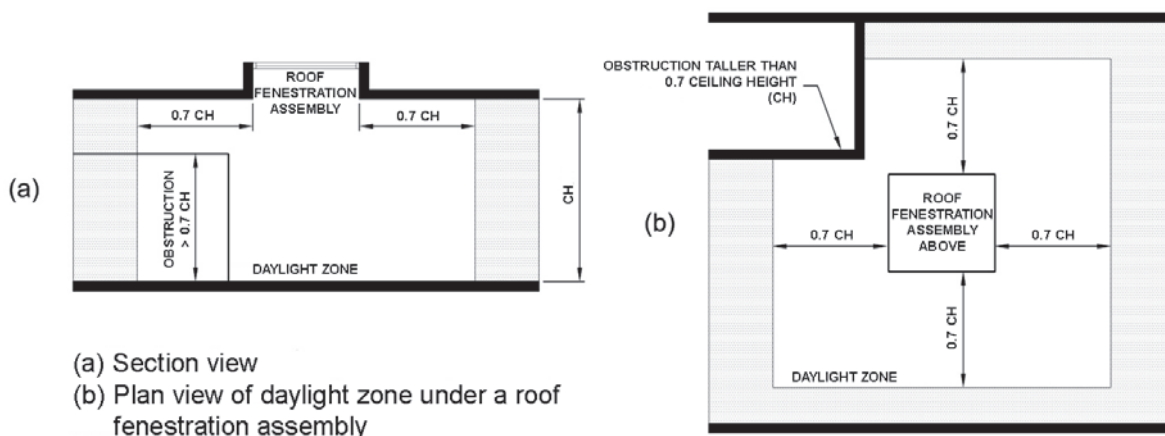 (a)
ROOF
FENESTRATION
ASSEMBLY
0.7 CH
0.7 CH
OBSTRUCTION
> 0.7 CH
CH
DAYLIGHT ZONE
(a) Section view
(b) Plan view of daylight zone under a roof
fenestration assembly
(b)
OBSTRUCTION TALLER THAN
0.7 CEILING HEIGHT
(CH)
0.7 CH
ROOF
FENESTRATION
ASSEMBLY
ABOVE
0.7 CH
0.7 CH
0.7 CH
DAYLIGHT ZONE